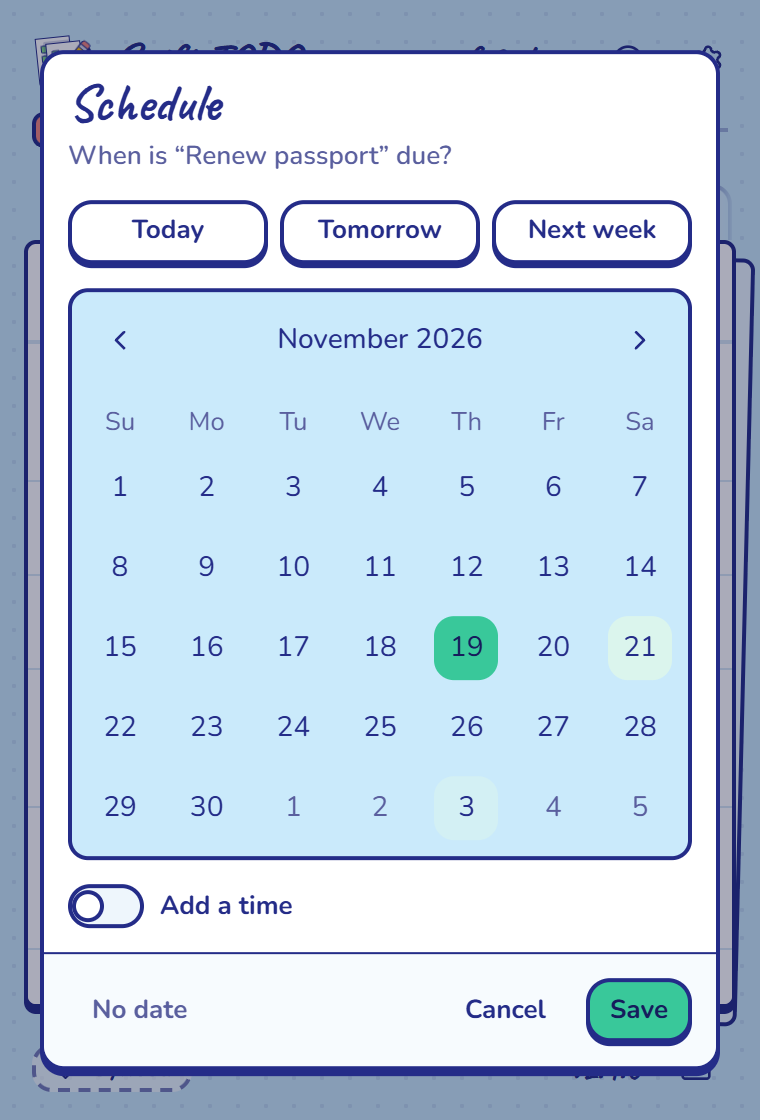 Schedule
When is “Renew passport” due?
Today Tomorrow Next week
November 2026
Su Mo Tu We Th Fr Sa
1 2 3 4 5 6 7
8 9 10 11 12 13 14
15 16 17 18 19 20 21
22 23 24 25 26 27 28
29 30 1 2 3 4 5
Add a time
No date Cancel Save